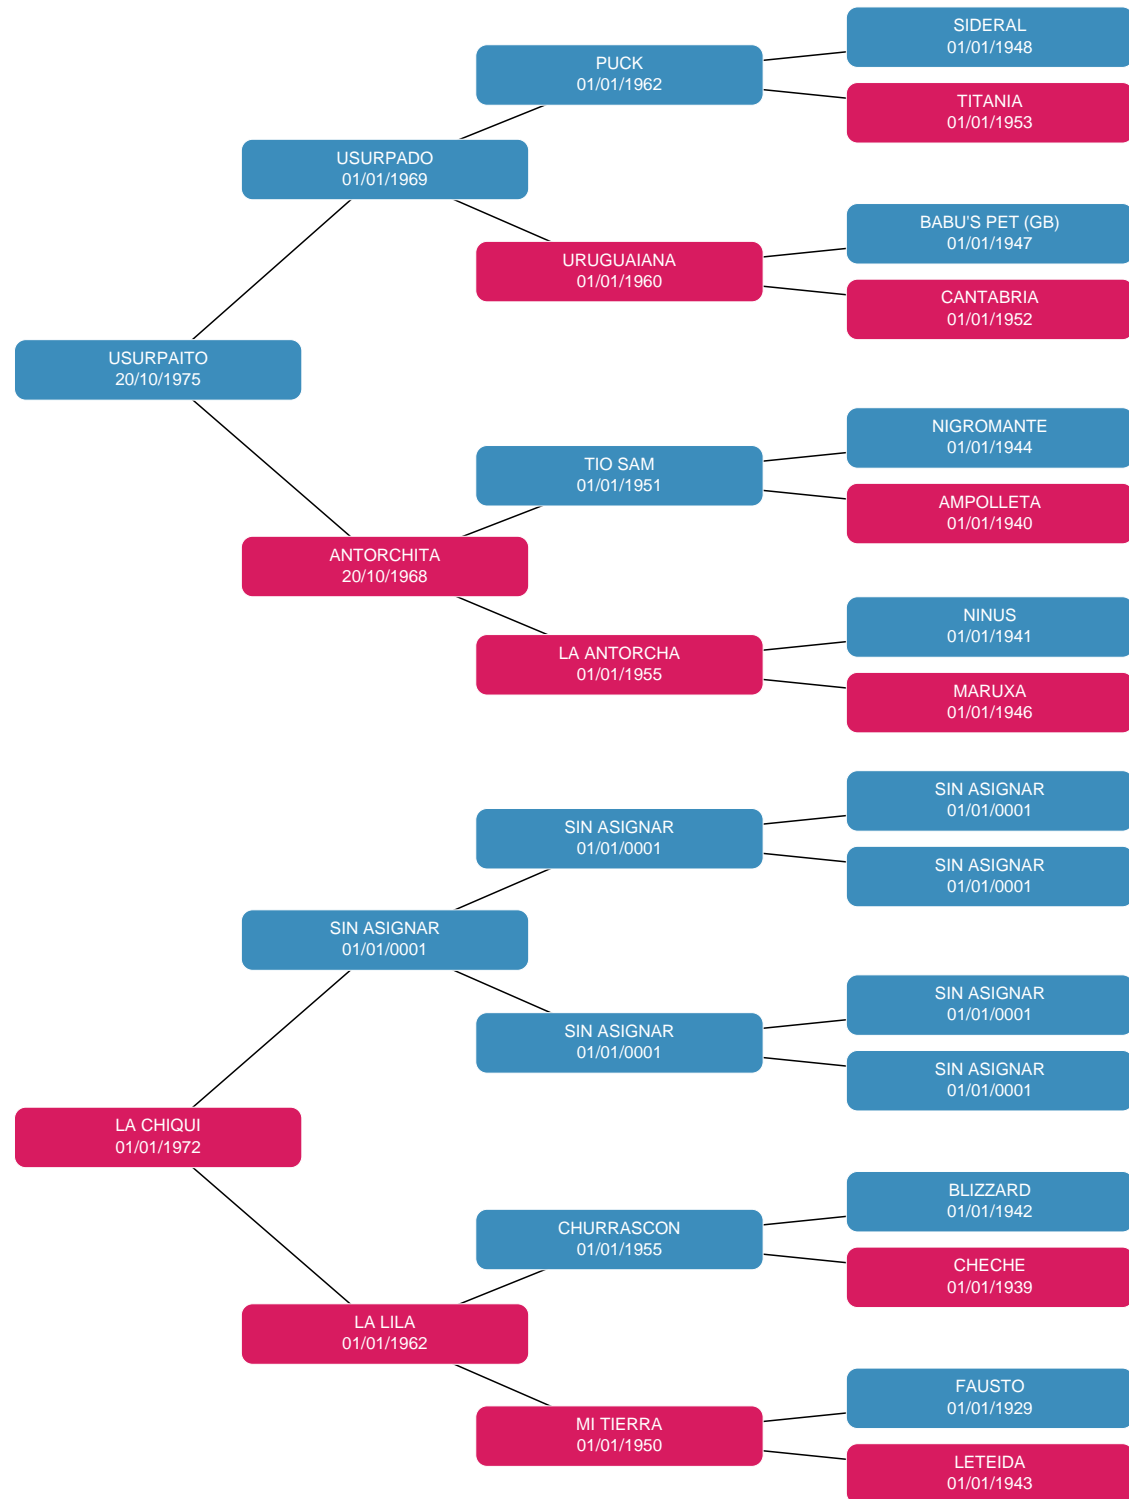 SIDERAL
01/01/1948
PUCK
01/01/1962
TITANIA
01/01/1953
USURPADO
01/01/1969
BABU'S PET (GB)
01/01/1947
URUGUAIANA
01/01/1960
CANTABRIA
01/01/1952
USURPAITO
20/10/1975
NIGROMANTE
01/01/1944
TIO SAM
01/01/1951
AMPOLLETA
01/01/1940
ANTORCHITA
20/10/1968
NINUS
01/01/1941
LA ANTORCHA
01/01/1955
MARUXA
01/01/1946
SIN ASIGNAR
01/01/0001
SIN ASIGNAR
01/01/0001
SIN ASIGNAR
01/01/0001
SIN ASIGNAR
01/01/0001
SIN ASIGNAR
01/01/0001
SIN ASIGNAR
01/01/0001
SIN ASIGNAR
01/01/0001
LA CHIQUI
01/01/1972
BLIZZARD
01/01/1942
CHURRASCON
01/01/1955
CHECHE
01/01/1939
LA LILA
01/01/1962
FAUSTO
01/01/1929
MI TIERRA
01/01/1950
LETEIDA
01/01/1943